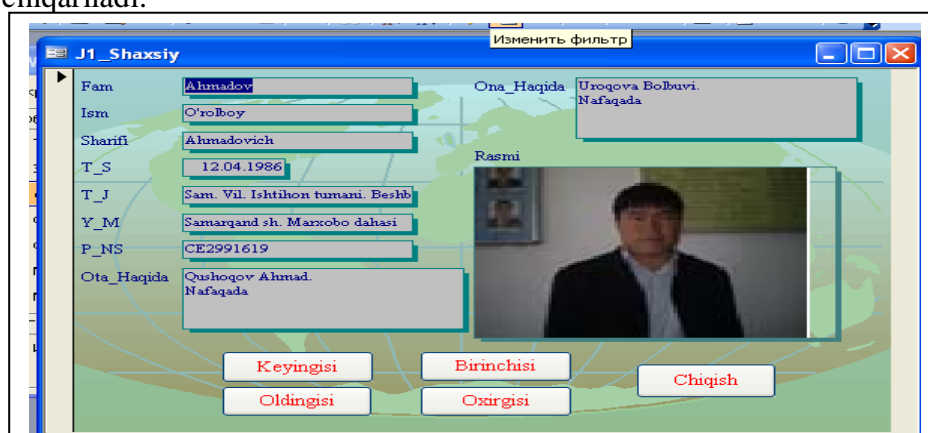 chiqariladi.
Изменить фильтр
J1_Shaxsiy
Fam Ahmadov
Ism O'rolboy
Sharifi Ahmadovich
T_S 12.04.1986
T_J Sam. Vil. Ishtihon tumani. Beshb
Y_M Samarqand sh. Marxobo dahasi
P_NS CE2991619
Ota_Haqida Qushoqov Ahmad.
Nafaqada
Ona_Haqida Uroqova Bolbuvi.
Nafaqada
Rasmi
Keyingisi
Birinchisi
Chiqish
Oldingisi
Oxirgisi